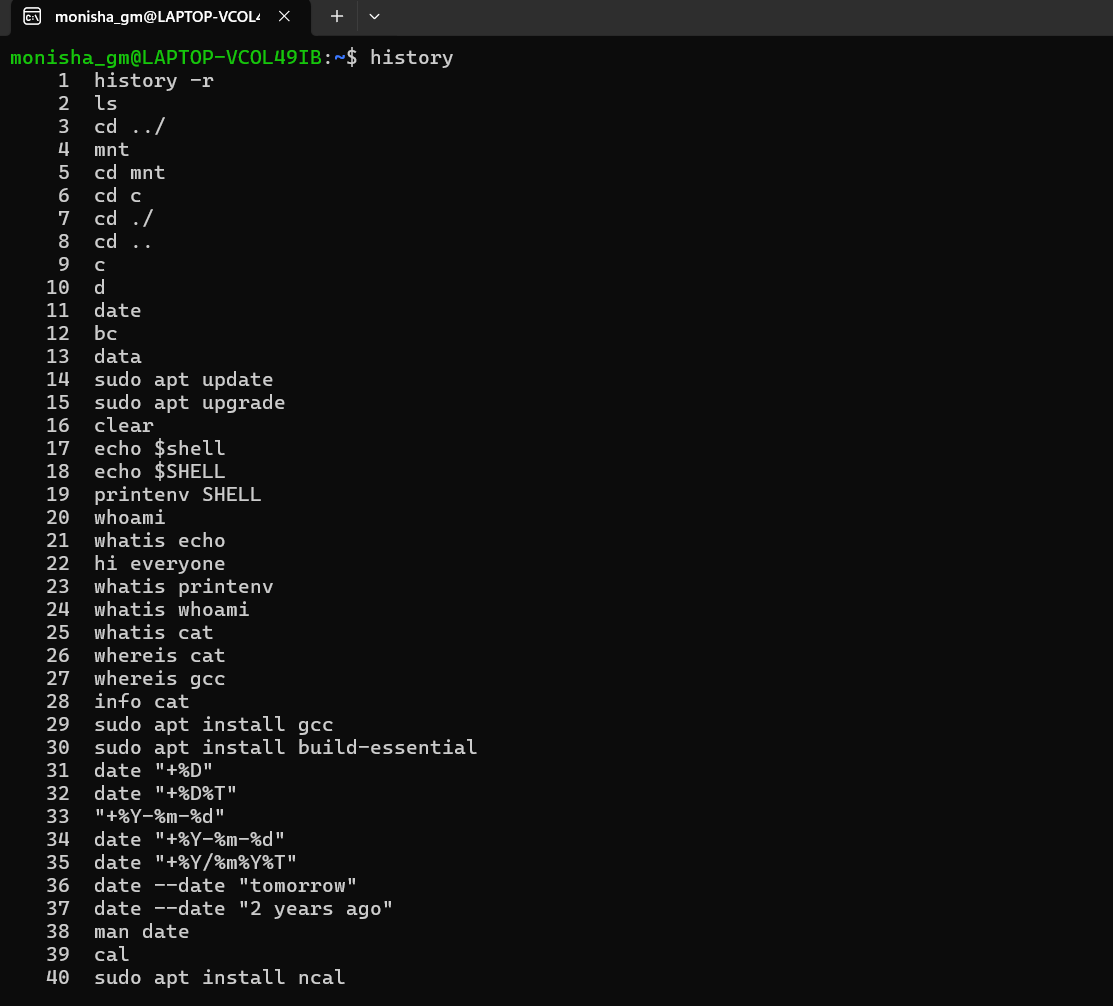 monisha_gm@LAPTOP-VCOL4
monisha_gm@LAPTOP-VCOL49IB:~$ history
1 history -r
2 ls
3 cd ../
4 mnt
5 cd mnt
6 cd c
7 cd ./
8 cd ..
9 c
10 d
11 date
12 bc
13 data
14 sudo apt update
15 sudo apt upgrade
16 clear
17 echo $shell
18 echo $SHELL
19 printenv SHELL
20 whoami
21 whatis echo
22 hi everyone
23 whatis printenv
24 whatis whoami
25 whatis cat
26 whereis cat
27 whereis gcc
28 info cat
29 sudo apt install gcc
30 sudo apt install build-essential
31 date "+%D"
32 date "+%D%T"
33 "+%Y-%m-%d"
34 date "+%Y-%m-%d"
35 date "+%Y/%m%Y%T"
36 date --date "tomorrow"
37 date --date "2 years ago"
38 man date
39 cal
40 sudo apt install ncal